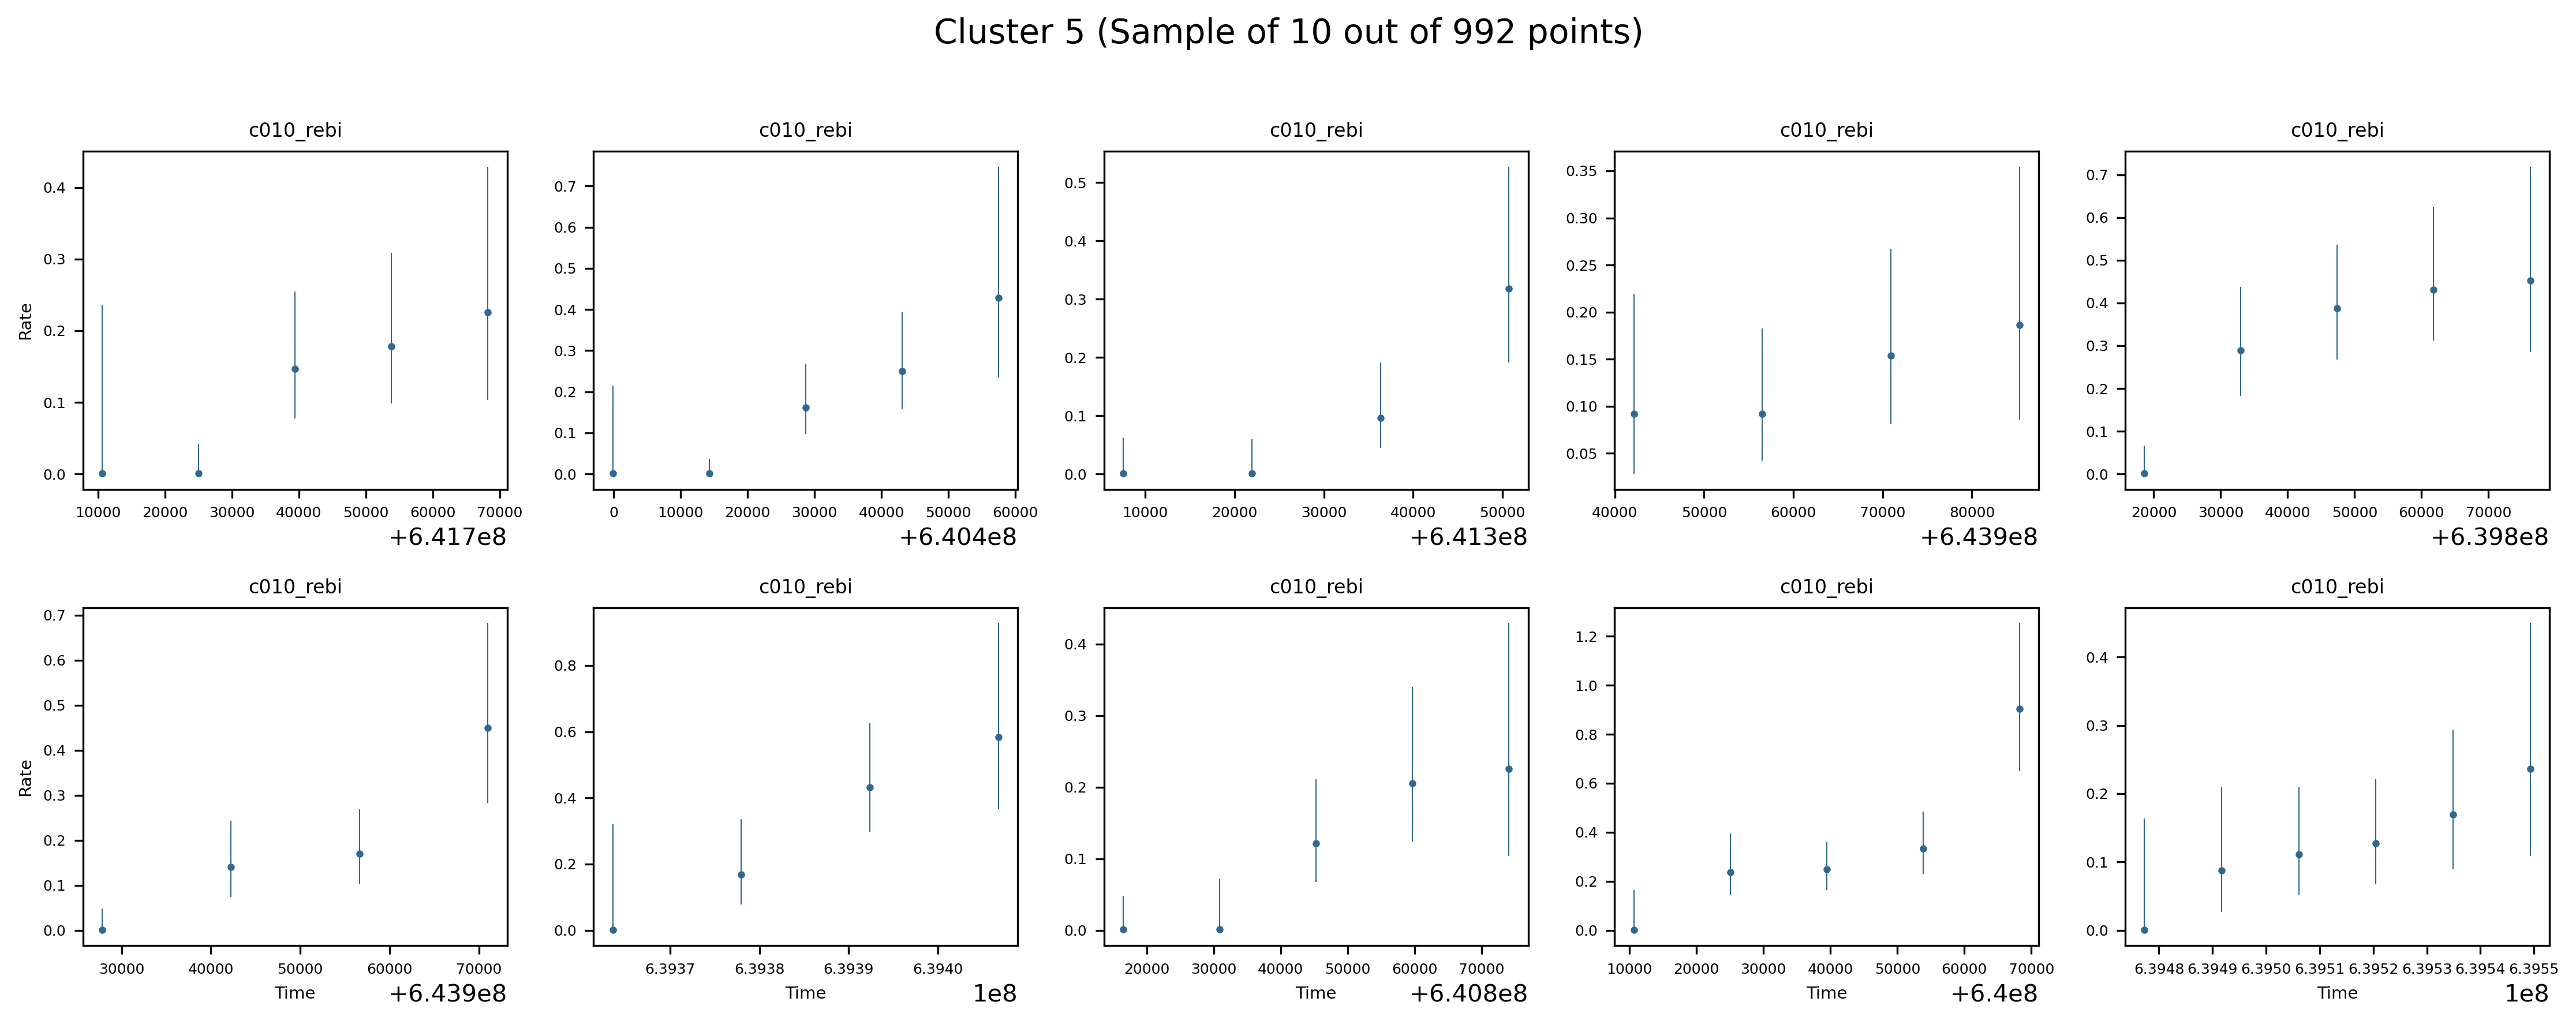 Cluster 5 (Sample of 10 out of 992 points)
c010_rebi c010_rebi c010_rebi c010_rebi c010_rebi
Rate
0.4
0.3
0.2
0.1
0.0
10000 20000 30000 40000 50000 60000 70000
+6.417e8
0.7
0.6
0.5
0.4
0.3
0.2
0.1
0.0
0 10000 20000 30000 40000 50000 60000
+6.404e8
0.5
0.4
0.3
0.2
0.1
0.0
10000 20000 30000 40000 50000
+6.413e8
0.35
0.30
0.25
0.20
0.15
0.10
0.05
40000 50000 60000 70000 80000
+6.439e8
0.7
0.6
0.5
0.4
0.3
0.2
0.1
0.0
20000 30000 40000 50000 60000 70000
+6.398e8
c010_rebi c010_rebi c010_rebi c010_rebi c010_rebi
Rate
0.7
0.6
0.5
0.4
0.3
0.2
0.1
0.0
30000 40000 50000 60000 70000
Time +6.439e8
0.8
0.6
0.4
0.2
0.0
6.3937 6.3938 6.3939 6.3940
Time 1e8
0.4
0.3
0.2
0.1
0.0
20000 30000 40000 50000 60000 70000
Time +6.408e8
1.2
1.0
0.8
0.6
0.4
0.2
0.0
10000 20000 30000 40000 50000 60000 70000
Time +6.4e8
0.4
0.3
0.2
0.1
0.0
6.3948 6.3949 6.3950 6.3951 6.3952 6.3953 6.3954 6.3955
Time 1e8